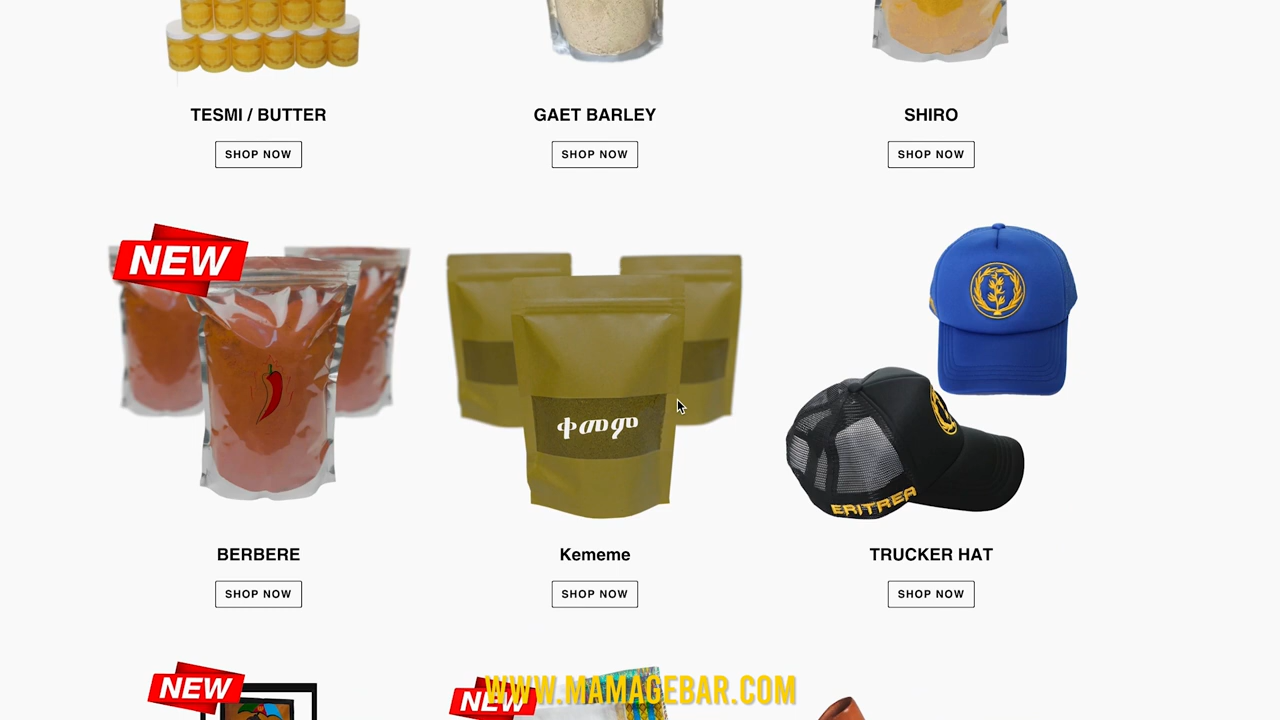 TESMI / BUTTER
GAET BARLEY
SHIRO
SHOP NOW
SHOP NOW
SHOP NOW
NEW
ቀመም
ERITREA
BERBERE
Kememe
TRUCKER HAT
SHOP NOW
SHOP NOW
SHOP NOW
NEW
NEW
WWW.MAMAGEBAR.COM